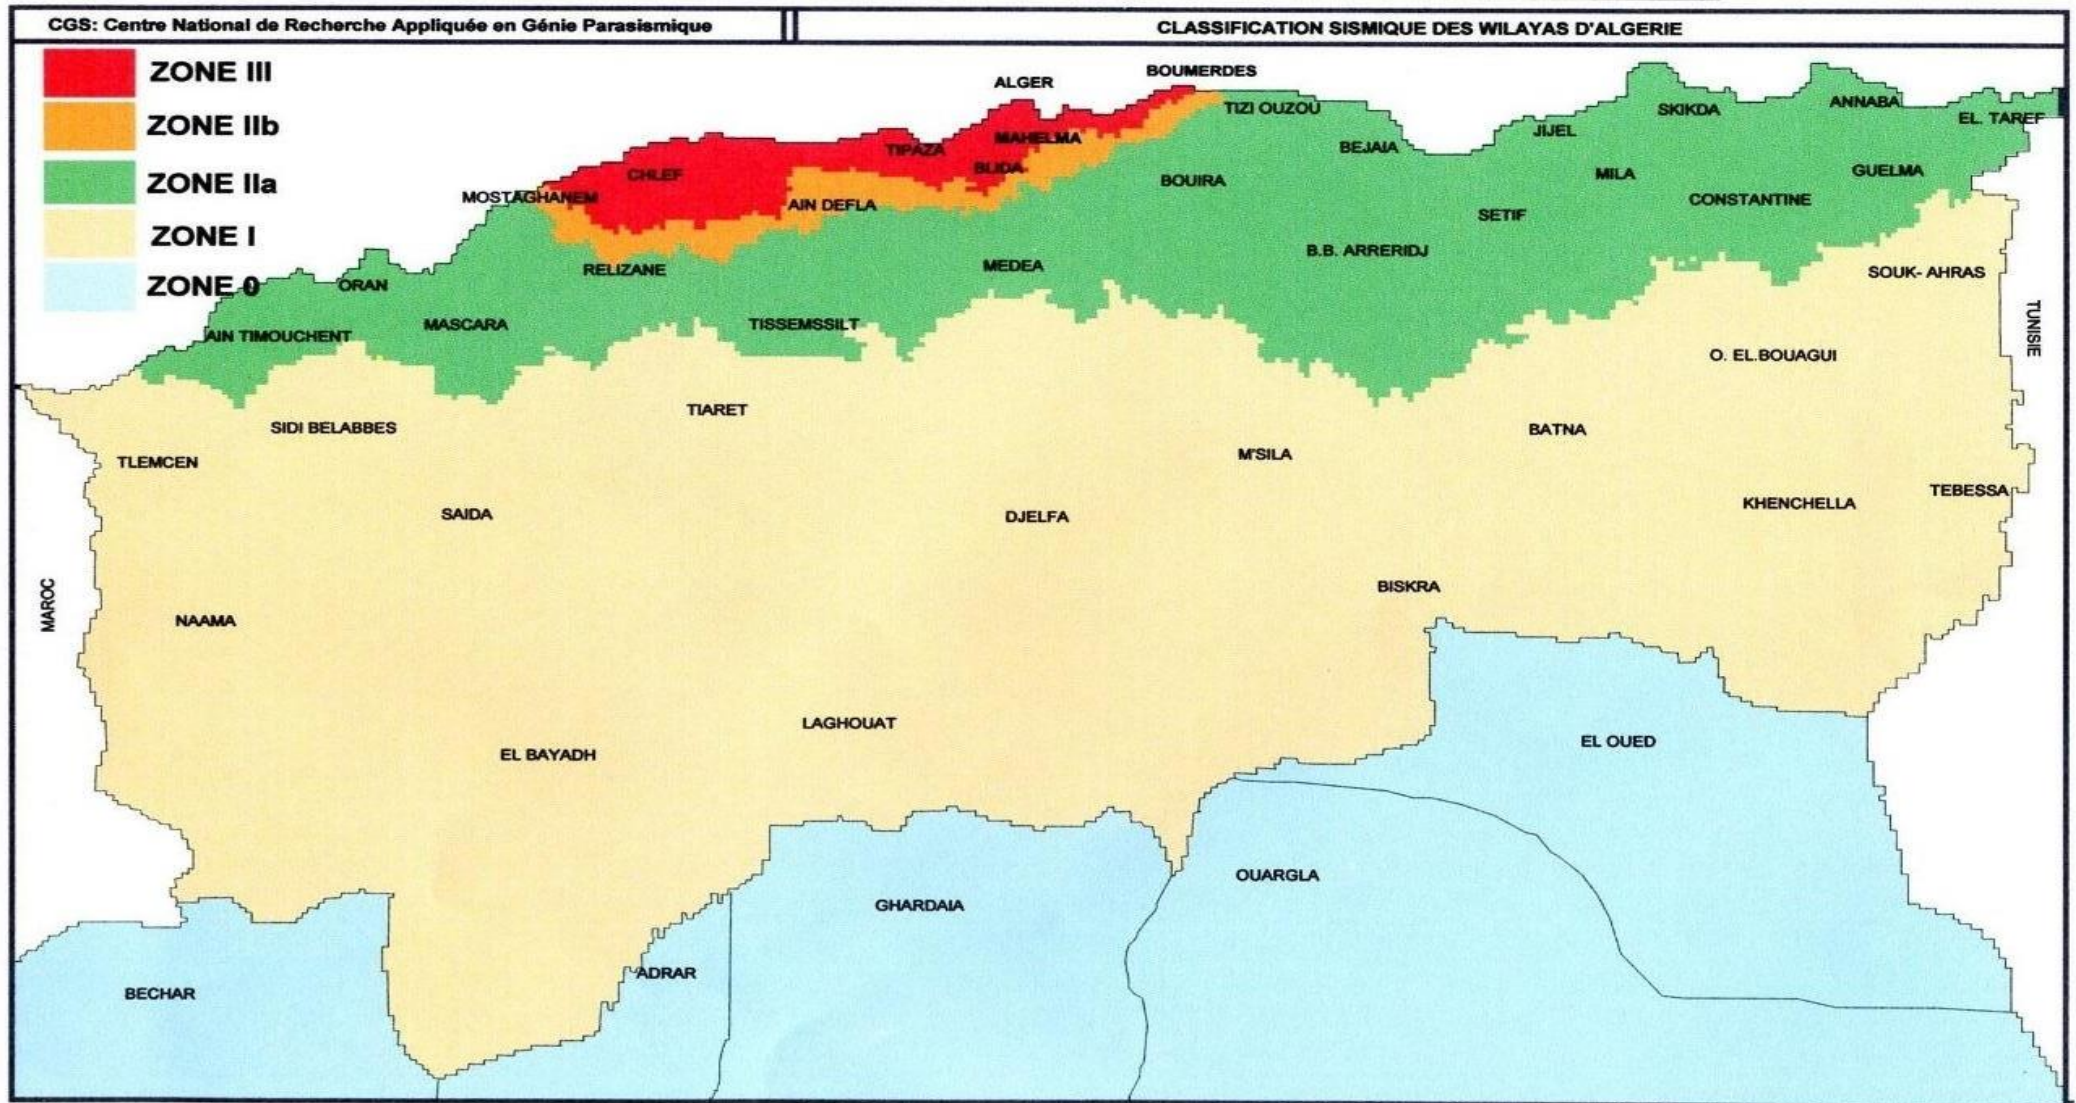 CGS: Centre National de Recherche Appliquée en Génie Parasismique
CLASSIFICATION SISMIQUE DES WILAYAS D'ALGERIE
ZONE III
ZONE IIb
ZONE IIa
ZONE I
ZONE 0
BOUMERDES
ALGER
TIZI OUZOU
SKIKDA
ANNABA
EL. TAREF
JIJEL
MAHELMA
BEJAIA
TIPAZA
BLIDA
CHLEF
BOUIRA
MILA
GUELMA
MOSTAGHANEM
AIN DEFLA
CONSTANTINE
SETIF
B.B. ARRERIDJ
MEDEA
RELIZANE
SOUK- AHRAS
ORAN
MASCARA
TISSEMSSILT
AIN TIMOUCHENT
TUNISIE
O. EL.BOUAGUI
TIARET
SIDI BELABBES
BATNA
M'SILA
TLEMCEN
TEBESSA
KHENCHELLA
SAIDA
DJELFA
BISKRA
MAROC
NAAMA
LAGHOUAT
EL OUED
EL BAYADH
OUARGLA
GHARDAIA
ADRAR
BECHAR